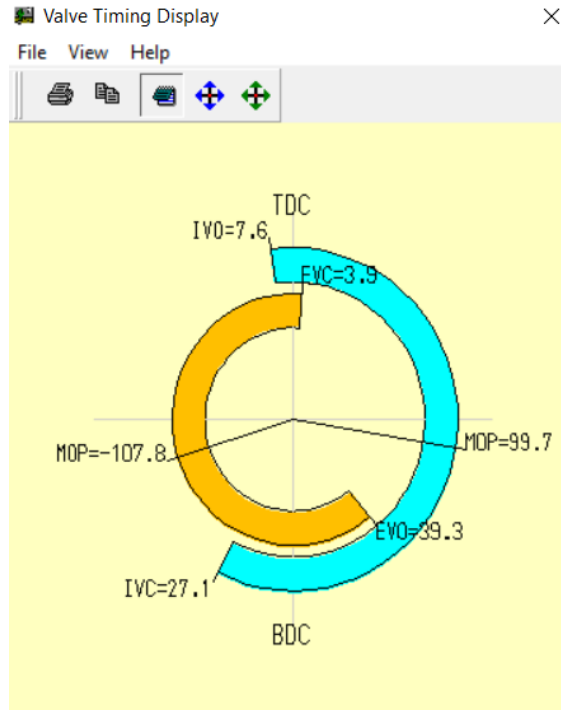 Valve Timing Display
File View Help
TDC
IVO=7.6
EVC=3.9
MOP=-107.8
MOP=99.7
EVO=39.3
IVC=27.1
BDC